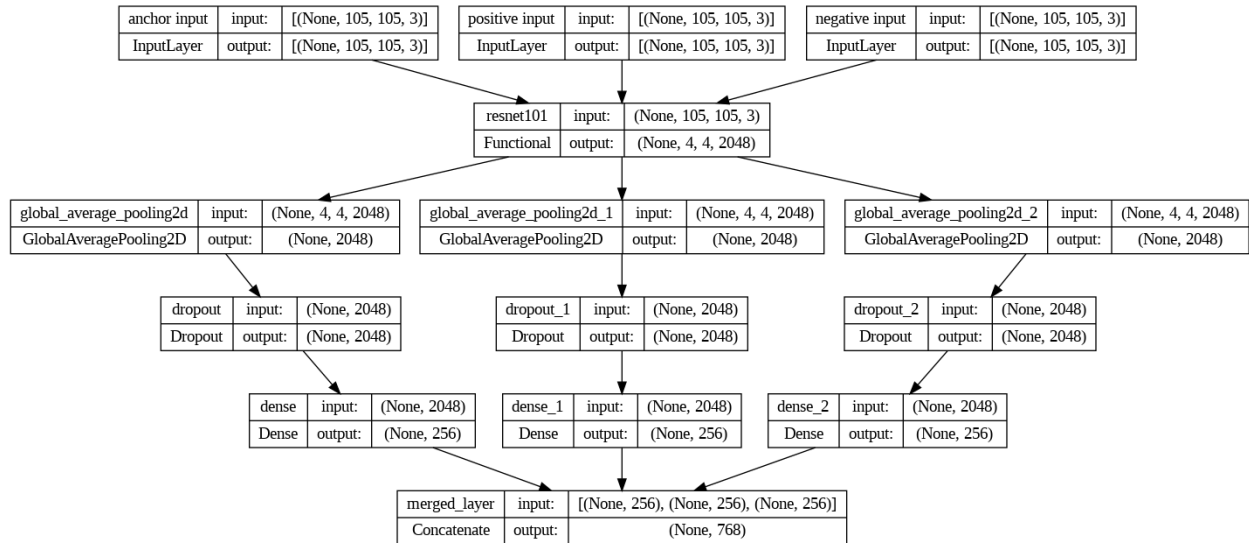 anchor input input: [(None, 105, 105, 3)]
InputLayer output: [(None, 105, 105, 3)]
positive input input: [(None, 105, 105, 3)]
InputLayer output: [(None, 105, 105, 3)]
negative input input: [(None, 105, 105, 3)]
InputLayer output: [(None, 105, 105, 3)]
resnet101 input: (None, 105, 105, 3)
Functional output: (None, 4, 4, 2048)
global_average_pooling2d input: (None, 4, 4, 2048)
GlobalAveragePooling2D output: (None, 2048)
global_average_pooling2d_1 input: (None, 4, 4, 2048)
GlobalAveragePooling2D output: (None, 2048)
global_average_pooling2d_2 input: (None, 4, 4, 2048)
GlobalAveragePooling2D output: (None, 2048)
dropout input: (None, 2048)
Dropout output: (None, 2048)
dropout_1 input: (None, 2048)
Dropout output: (None, 2048)
dropout_2 input: (None, 2048)
Dropout output: (None, 2048)
dense input: (None, 2048)
Dense output: (None, 256)
dense_1 input: (None, 2048)
Dense output: (None, 256)
dense_2 input: (None, 2048)
Dense output: (None, 256)
merged_layer input: [(None, 256), (None, 256), (None, 256)]
Concatenate output: (None, 768)